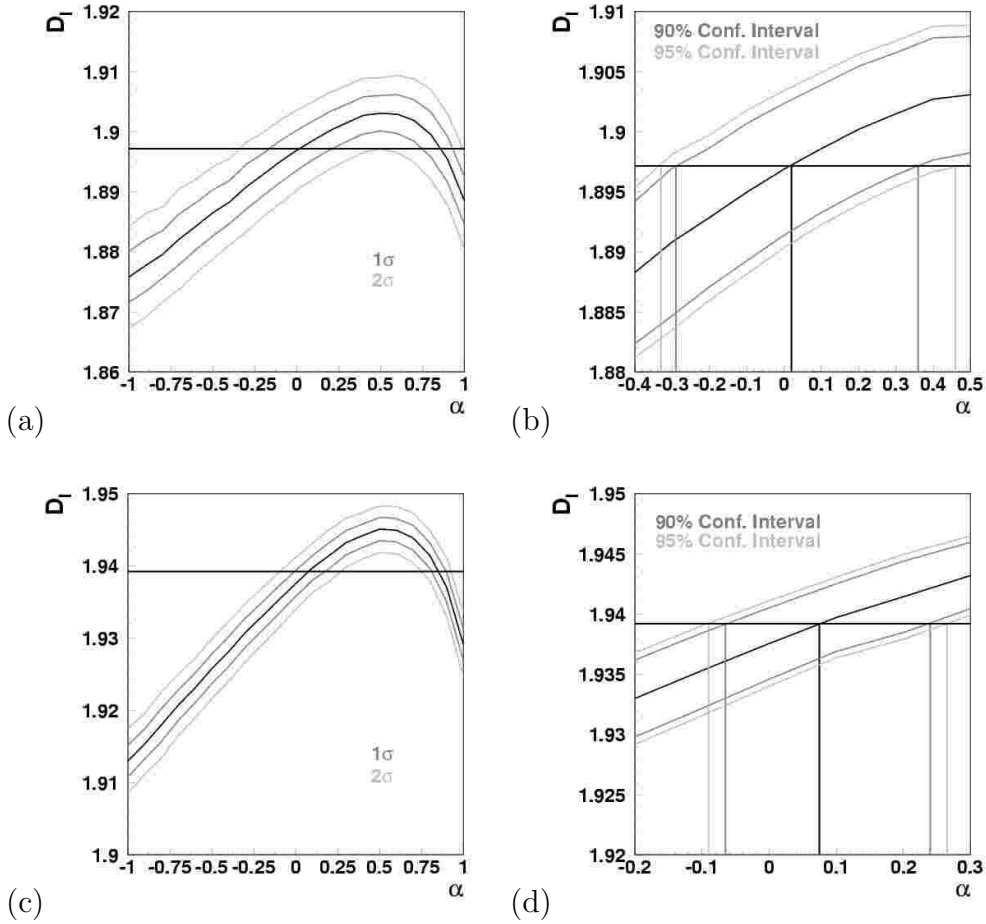 D_I
1.92
1.91
1.9
1.89
1.88
1.87
1.86
-1 -0.75 -0.5 -0.25 0 0.25 0.5 0.75 1
α
1σ
2σ
(a)
D_I
1.91
1.905
1.9
1.895
1.89
1.885
1.88
-0.4 -0.3 -0.2 -0.1 0 0.1 0.2 0.3 0.4 0.5
α
90% Conf. Interval
95% Conf. Interval
(b)
D_I
1.95
1.94
1.93
1.92
1.91
1.9
-1 -0.75 -0.5 -0.25 0 0.25 0.5 0.75 1
α
1σ
2σ
(c)
D_I
1.95
1.945
1.94
1.935
1.93
1.925
1.92
-0.2 -0.1 0 0.1 0.2 0.3
α
90% Conf. Interval
95% Conf. Interval
(d)